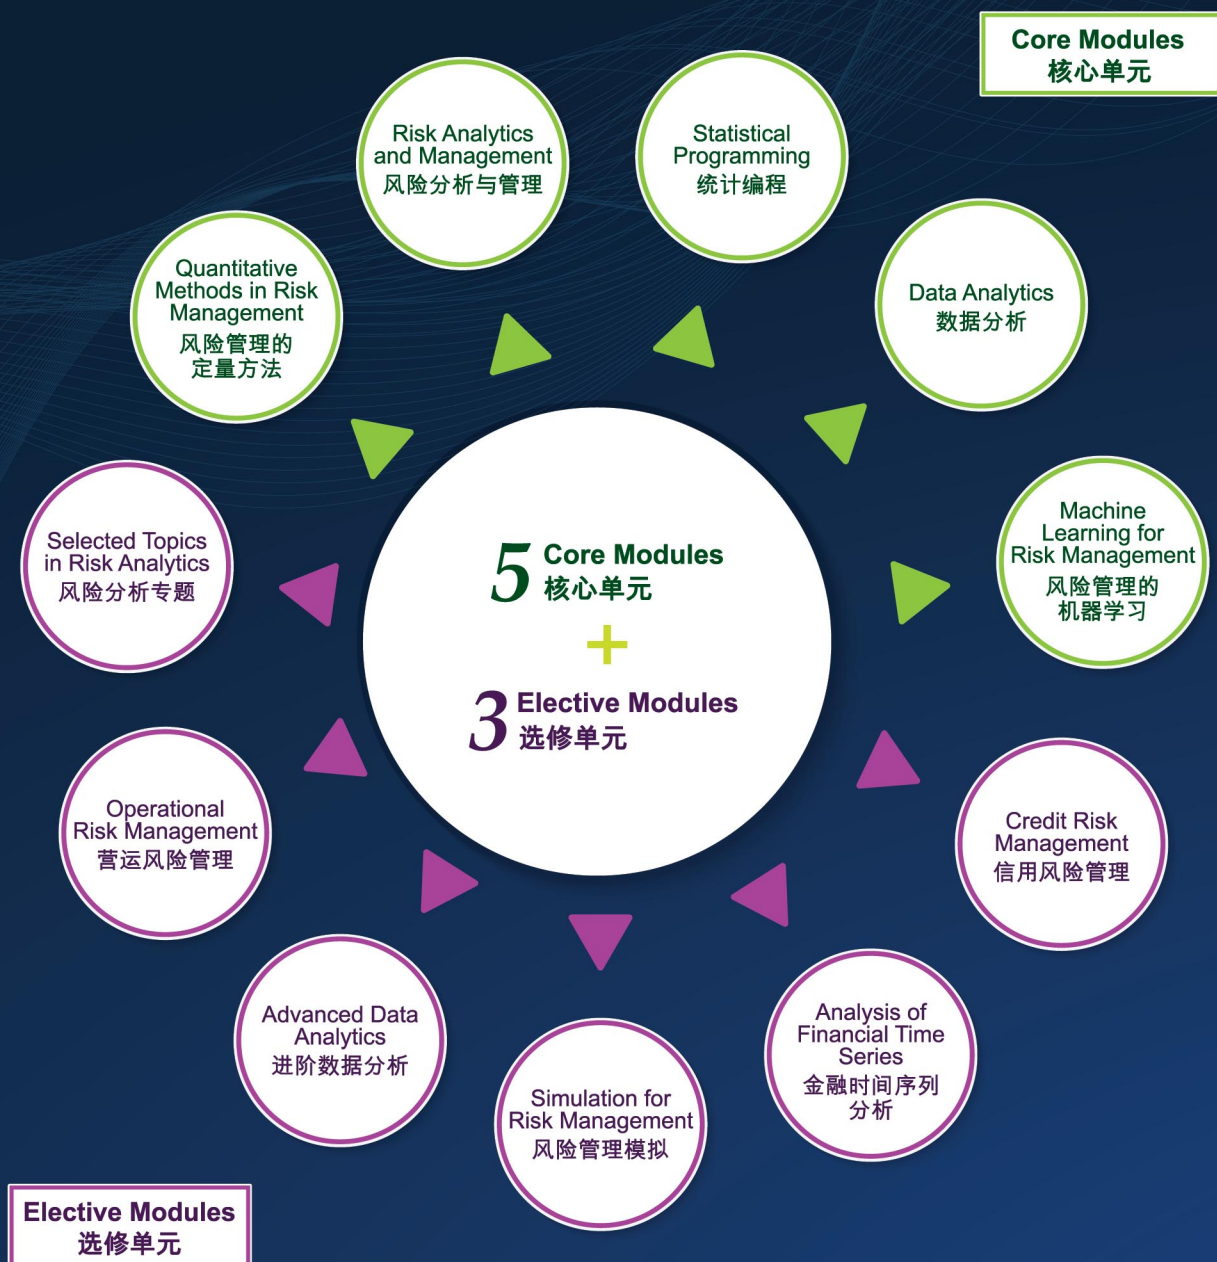 Core Modules
核心单元
Risk Analytics
and Management
风险分析与管理
Statistical
Programming
统计编程
Quantitative
Methods in Risk
Management
风险管理的
定量方法
Data Analytics
数据分析
Selected Topics
in Risk Analytics
风险分析专题
Machine
Learning for
Risk Management
风险管理的
机器学习
5 Core Modules
核心单元
+
3 Elective Modules
选修单元
Operational
Risk Management
营运风险管理
Credit Risk
Management
信用风险管理
Advanced Data
Analytics
进阶数据分析
Analysis of
Financial Time
Series
金融时间序列
分析
Simulation for
Risk Management
风险管理模拟
Elective Modules
选修单元